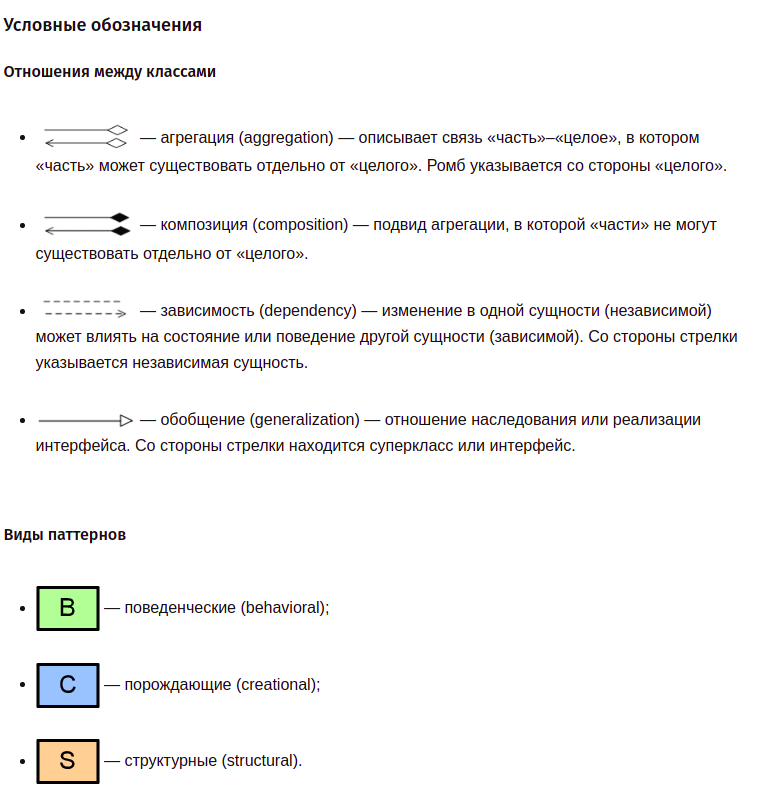 Условные обозначения
Отношения между классами
— агрегация (aggregation) — описывает связь «часть»–«целое», в котором
«часть» может существовать отдельно от «целого». Ромб указывается со стороны «целого».
— композиция (composition) — подвид агрегации, в которой «части» не могут
существовать отдельно от «целого».
— зависимость (dependency) — изменение в одной сущности (независимой)
может влиять на состояние или поведение другой сущности (зависимой). Со стороны стрелки
указывается независимая сущность.
— обобщение (generalization) — отношение наследования или реализации
интерфейса. Со стороны стрелки находится суперкласс или интерфейс.
Виды паттернов
B — поведенческие (behavioral);
C — порождающие (creational);
S — структурные (structural).